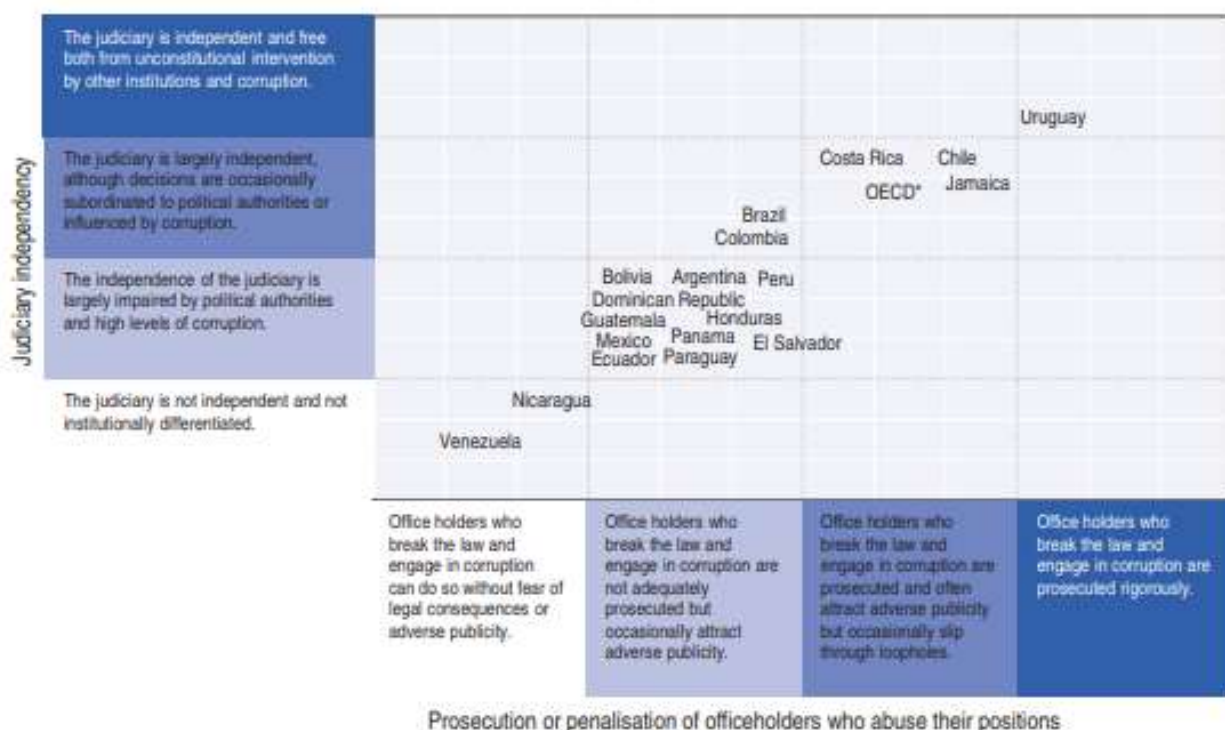 The judiciary is independent and free
both from unconstitutional intervention
by other institutions and corruption.
Uruguay
Judiciary independency
The judiciary is largely independent,
although decisions are occasionally
subordinated to political authorities or
influenced by corruption.
Costa Rica Chile
OECD* Jamaica
Brazil
Colombia
The independence of the judiciary is
largely impaired by political authorities
and high levels of corruption.
Bolivia Argentina Peru
Dominican Republic
Guatemala Honduras
Mexico Panama El Salvador
Ecuador Paraguay
The judiciary is not independent and not
institutionally differentiated.
Nicaragua
Venezuela
Office holders who
break the law and
engage in corruption
can do so without fear of
legal consequences or
adverse publicity.
Office holders who
break the law and
engage in corruption are
not adequately
prosecuted but
occasionally attract
adverse publicity.
Office holders who
break the law and
engage in corruption are
prosecuted and often
attract adverse publicity
but occasionally slip
through loopholes.
Office holders who
break the law and
engage in corruption are
prosecuted rigorously.
Prosecution or penalisation of officeholders who abuse their positions